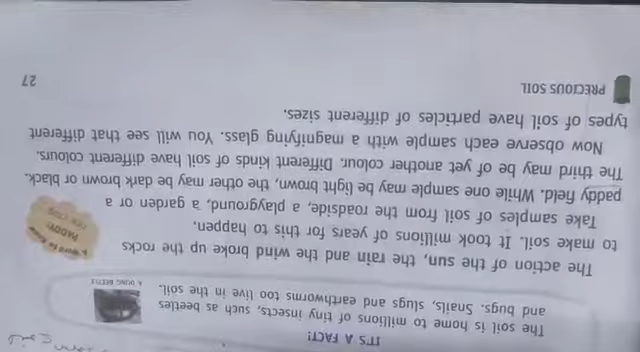 IT'S A FACT!
The soil is home to millions of tiny insects, such as beetles
and bugs. Snails, slugs and earthworms too live in the soil.
A DUNG BEETLE
The action of the sun, the rain and the wind broke up the rocks
to make soil. It took millions of years for this to happen.
PADDY:
Take samples of soil from the roadside, a playground, a garden or a
paddy field. While one sample may be light brown, the other may be dark brown or black.
The third may be of yet another colour. Different kinds of soil have different colours.
Now observe each sample with a magnifying glass. You will see that different
types of soil have particles of different sizes.
PRECIOUS SOIL
27